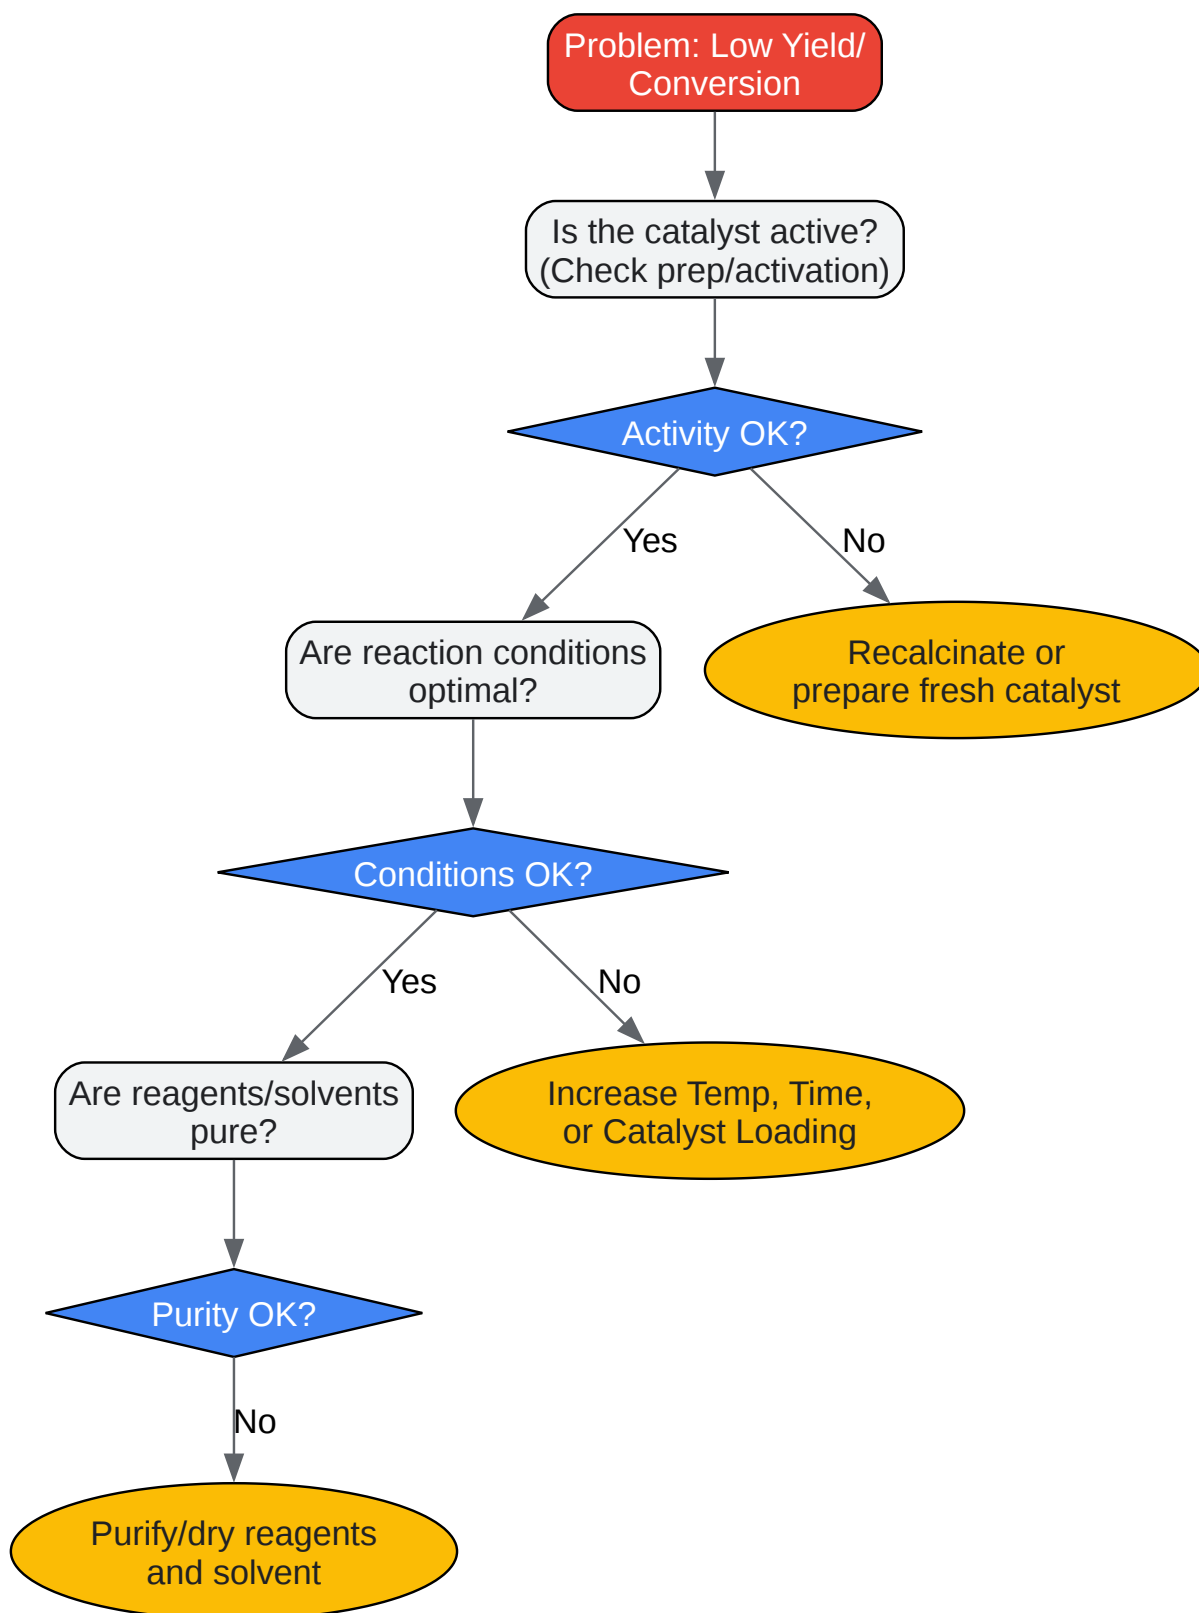 Problem: Low Yield/
Conversion
Is the catalyst active?
(Check prep/activation)
Activity OK?
Yes
No
Are reaction conditions
optimal?
Recalcinate or
prepare fresh catalyst
Conditions OK?
Yes
No
Are reagents/solvents
pure?
Increase Temp, Time,
or Catalyst Loading
Purity OK?
No
Purify/dry reagents
and solvent